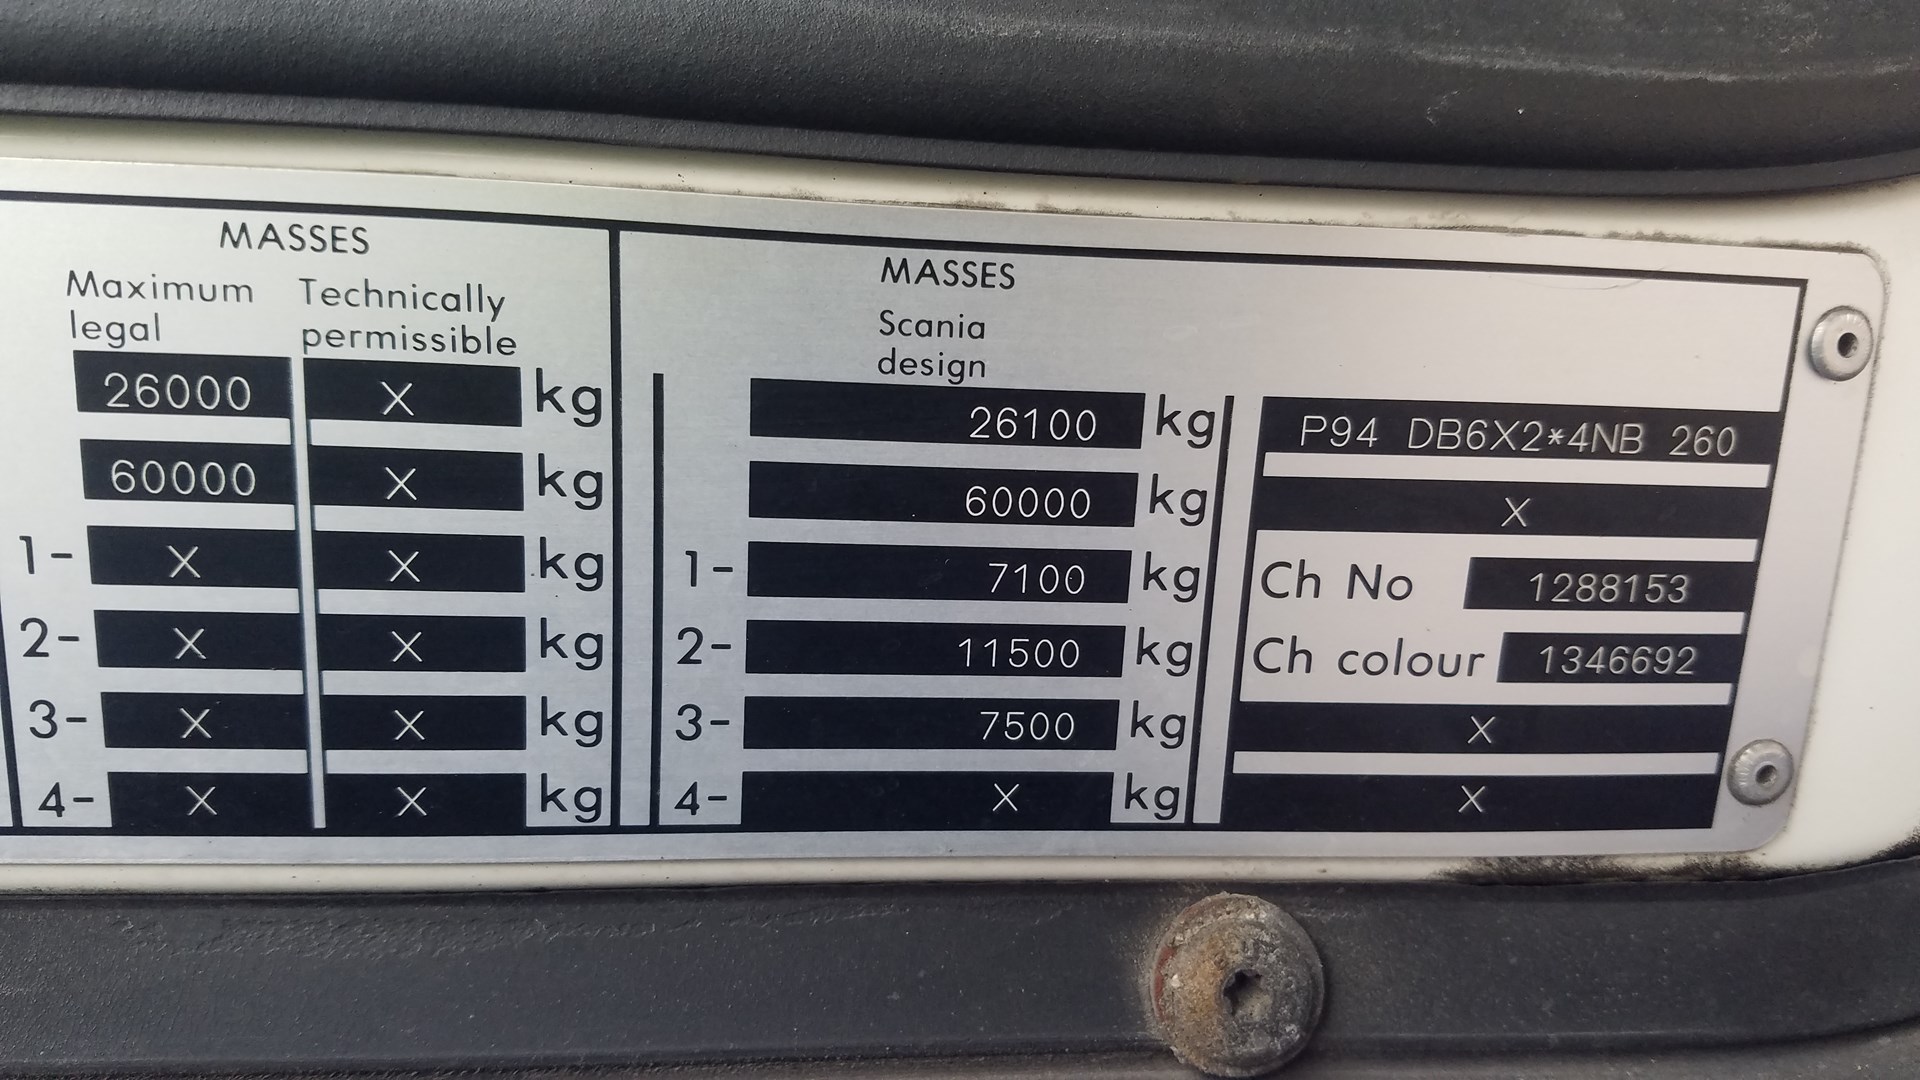 MASSES
Maximum legal Technically permissible
26000 X kg
60000 X kg
1- X X kg
2- X X kg
3- X X kg
4- X X kg
MASSES
Scania
design
26100 kg
60000 kg
1- 7100 kg
2- 11500 kg
3- 7500 kg
4- X kg
P94 DB6X2*4NB 260
X
Ch No 1288153
Ch colour 1346692
X
X